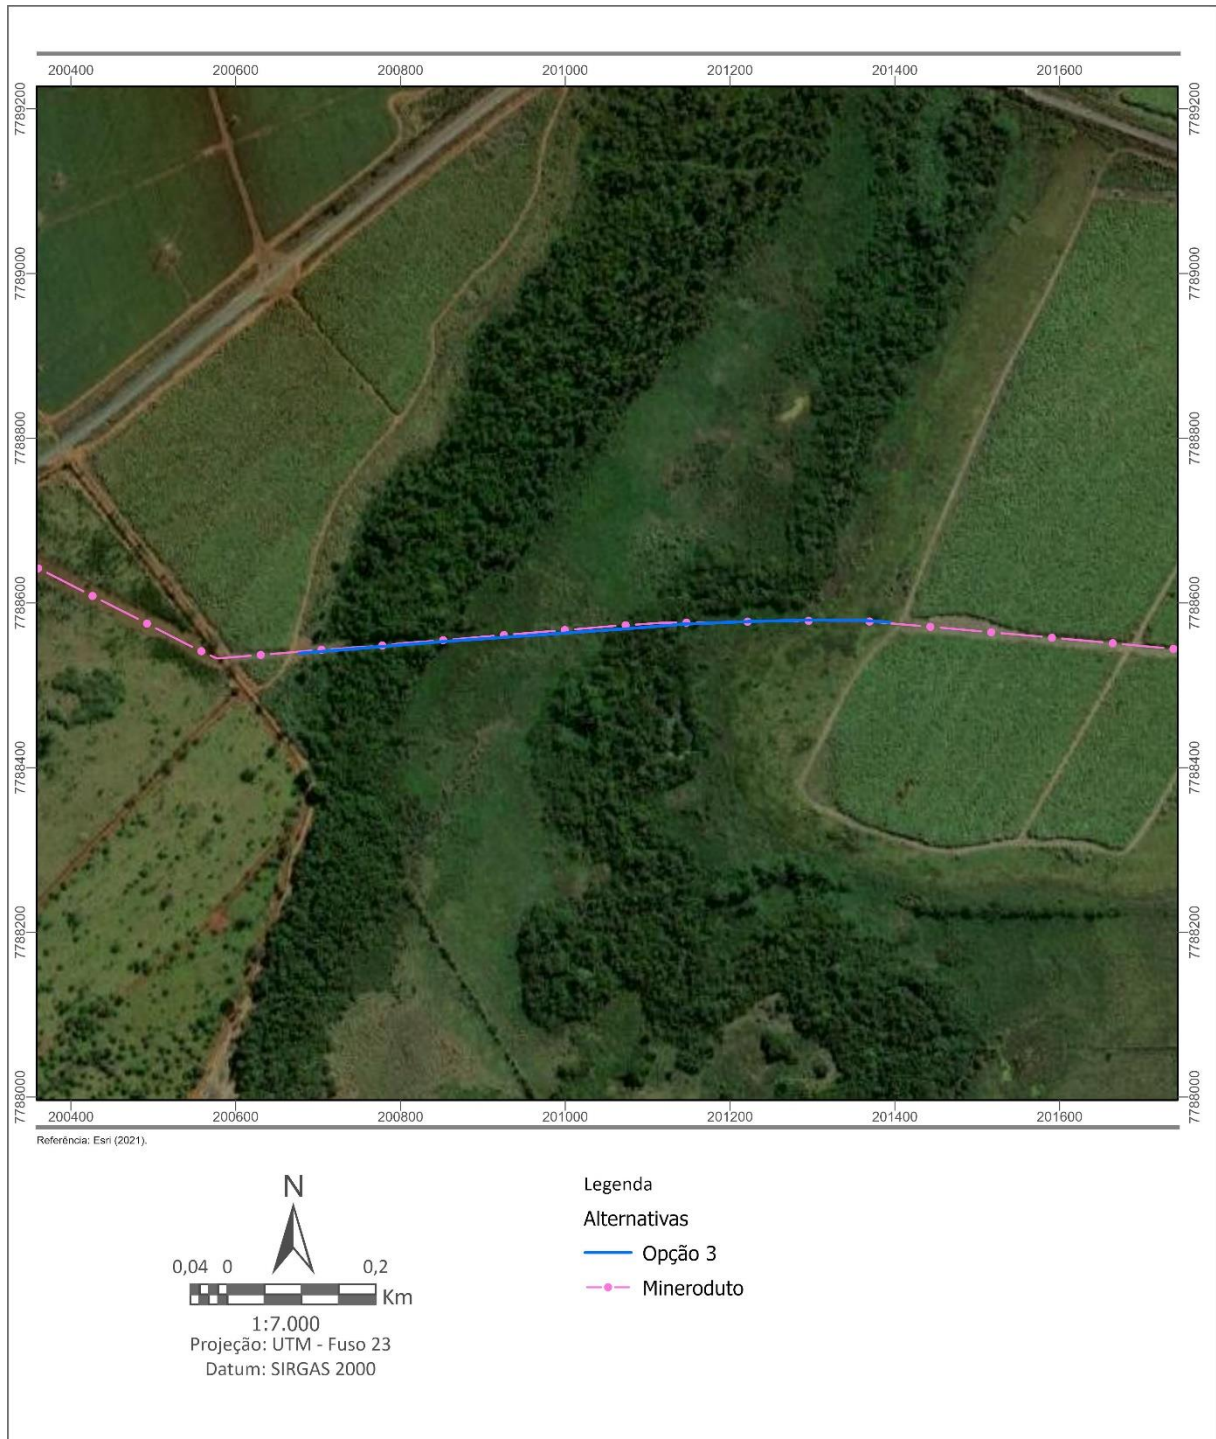 200400 200600 200800 201000 201200 201400 201600
7789200 7789200
7789000 7789000
7788800 7788800
7788600 7788600
7788400 7788400
7788200 7788200
7788000 7788000
200400 200600 200800 201000 201200 201400 201600
Referência: Esri (2021).
N
0,04 0 0,2
Km
1:7.000
Projeção: UTM - Fuso 23
Datum: SIRGAS 2000
Legenda
Alternativas
Opção 3
Mineroduto